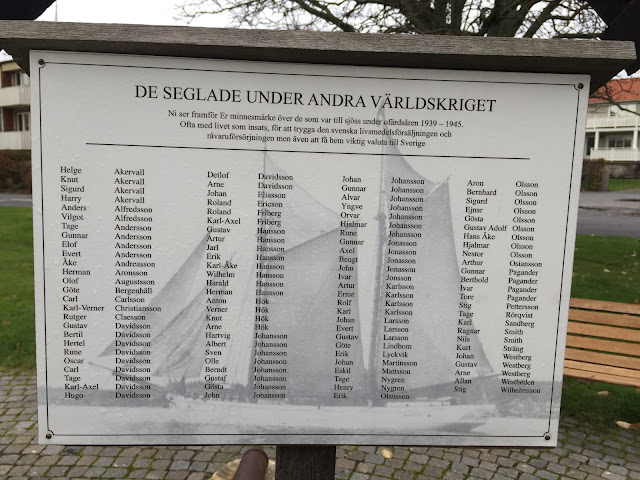 DE SEGLADE UNDER ANDRA VÄRLDSKRIGET
Ni ser framför Er minnesmärke över de som var till sjöss under ofärdsåren 1939 – 1945.
Ofta med livet som insats, för att trygga den svenska livsmedelsförsäljningen och
råvaruförsörjningen men även att få hem viktig valuta till Sverige
Helge Akervall
Knut Akervall
Sigurd Akervall
Harry Akervall
Anders Alfredsson
Vilgot Alfredsson
Tage Andersson
Gunnar Andersson
Elof Andersson
Evert Andersson
Åke Andreasson
Herman Aronsson
Olof Augustsson
Göte Bergenhäll
Carl Carlsson
Karl-Verner Christiansson
Rutger Claesson
Gustav Davidsson
Bertil Davidsson
Hertel Davidsson
Rune Davidsson
Oscar Davidsson
Carl Davidsson
Tage Davidsson
Karl-Axel Davidsson
Hugo Davidsson
Detlof Davidsson
Arne Davidsson
Johan Eliasson
Roland Ericson
Roland Friberg
Karl-Axel Friberg
Gustav Hansson
Artur Hansson
Jarl Hansson
Erik Hansson
Karl-Åke Hansson
Wilhelm Hansson
Harald Hansson
Herman Hansson
Anton Hök
Verner Hök
Knut Hök
Arne Hök
Hartvig Johansson
Albert Johansson
Sven Johansson
Olle Johansson
Berndt Johansson
Gustaf Johansson
Gösta Johansson
John Johansson
Johan Johansson
Gunnar Johansson
Alvar Johansson
Yngve Johansson
Orvar Johansson
Hjalmar Johansson
Rune Johansson
Gunnar Jonasson
Axel Jonasson
Bengt Jonasson
John Jonasson
Ivar Jonsson
Artur Karlsson
Ernst Karlsson
Rolf Karlsson
Karl Karlsson
Johan Larsson
Evert Larsson
Gustav Larsson
Göte Lindbom
Erik Lyckvik
Johan Martinsson
Eskil Mattsson
Tage Nygren
Henry Nygren
Erik
Aron Olsson
Bernhard Olsson
Sigurd Olsson
Ejnar Olsson
Gösta Olsson
Gustav Adolf Olsson
Hans Åke Olsson
Hjalmar Olsson
Nestor Olsson
Arthur Osiansson
Gunnar Pagander
Berthold Pagander
Ivar Pagander
Tore Pagander
Stig Pettersson
Tage Rönqvist
Karl Sandberg
Ragnar Smith
Nils Smith
Kurt Sträng
Johan Westberg
Gustav Westberg
Arne Westberg
Allan Westheden
Stig Wilhelmsson